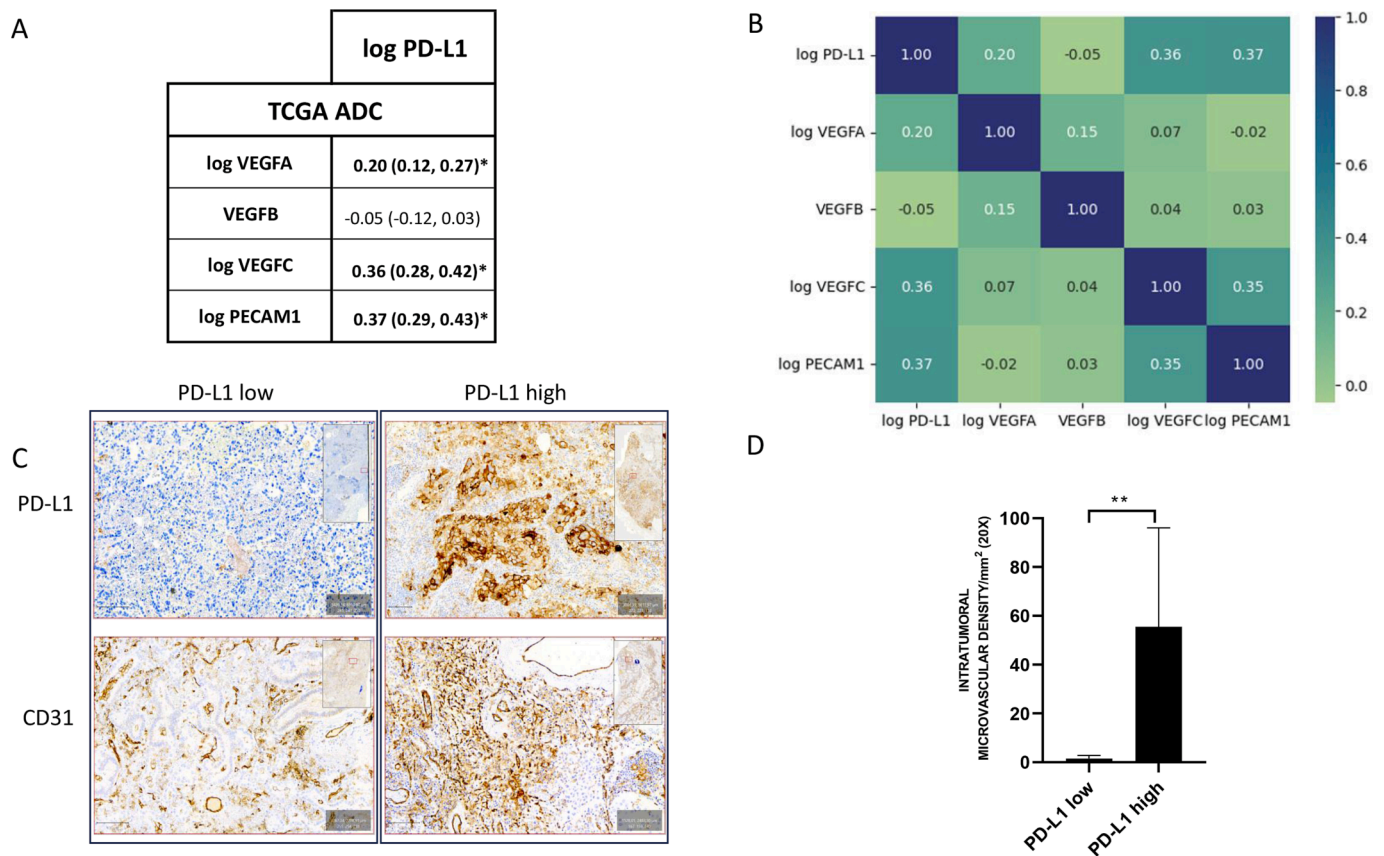 A
log PD-L1
TCGA ADC
log VEGFA 0.20 (0.12, 0.27)*
VEGFB -0.05 (-0.12, 0.03)
log VEGFC 0.36 (0.28, 0.42)*
log PECAM1 0.37 (0.29, 0.43)*
B
log PD-L1 1.00 0.20 -0.05 0.36 0.37
log VEGFA 0.20 1.00 0.15 0.07 -0.02
VEGFB -0.05 0.15 1.00 0.04 0.03
log VEGFC 0.36 0.07 0.04 1.00 0.35
log PECAM1 0.37 -0.02 0.03 0.35 1.00
log PD-L1 log VEGFA VEGFB log VEGFC log PECAM1
1.0
0.8
0.6
0.4
0.2
0.0
C
PD-L1 low PD-L1 high
PD-L1
CD31
D
**
INTRATUMORAL
MICROVASCULAR DENSITY/mm² (20X)
100
80
60
40
20
0
PD-L1 low
PD-L1 high